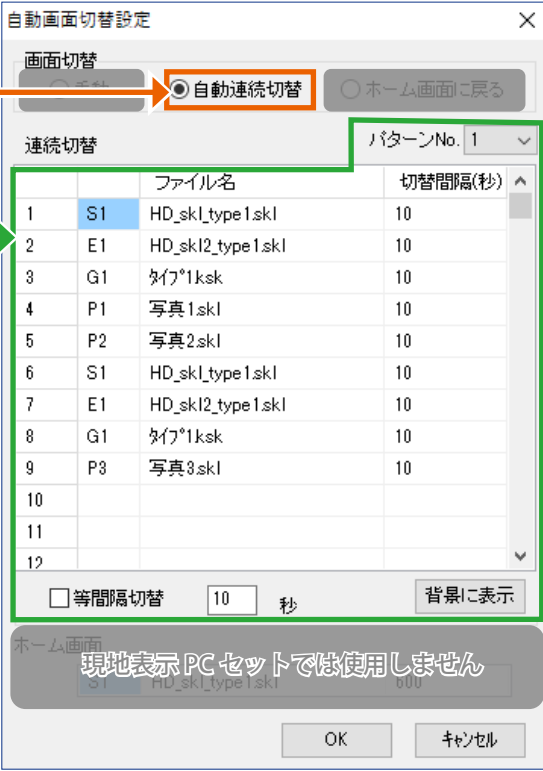 自動画面切替設定
画面切替
手動 自動連続切替 ホーム画面に戻る
連続切替 パターンNo. 1
ファイル名 切替間隔(秒)
1 S1 HD_skl_type1.skl 10
2 E1 HD_skl2_type1.skl 10
3 G1 ﾀｲﾌﾟ1.ksk 10
4 P1 写真1.skl 10
5 P2 写真2.skl 10
6 S1 HD_skl_type1.skl 10
7 E1 HD_skl2_type1.skl 10
8 G1 ﾀｲﾌﾟ1.ksk 10
9 P3 写真3.skl 10
10
11
12
等間隔切替 10 秒 背景に表示
ホーム画面
現地表示 PC セットでは使用しません
S1 HD_skl_type1.skl 600
OK ｷｬﾝｾﾙ